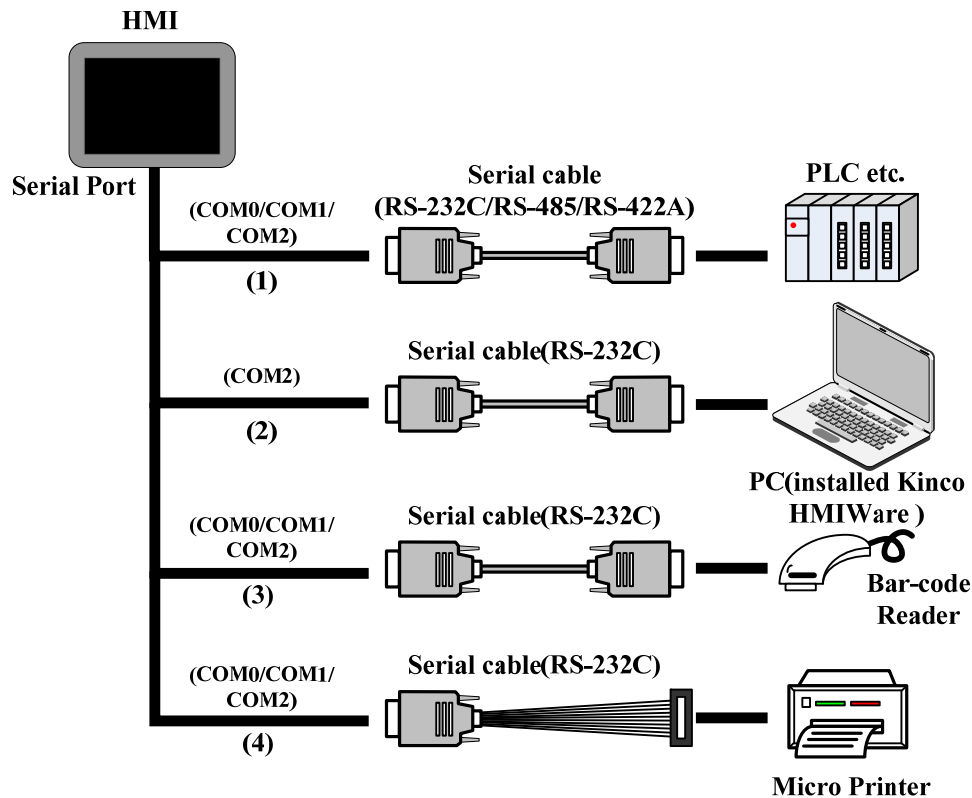 HMI
Serial Port
(COM0/COM1/
COM2)
(1)
Serial cable
(RS-232C/RS-485/RS-422A)
PLC etc.
(COM2)
(2)
Serial cable(RS-232C)
PC(installed Kinco
HMIWare )
(COM0/COM1/
COM2)
(3)
Serial cable(RS-232C)
Bar-code
Reader
(COM0/COM1/
COM2)
(4)
Serial cable(RS-232C)
Micro Printer